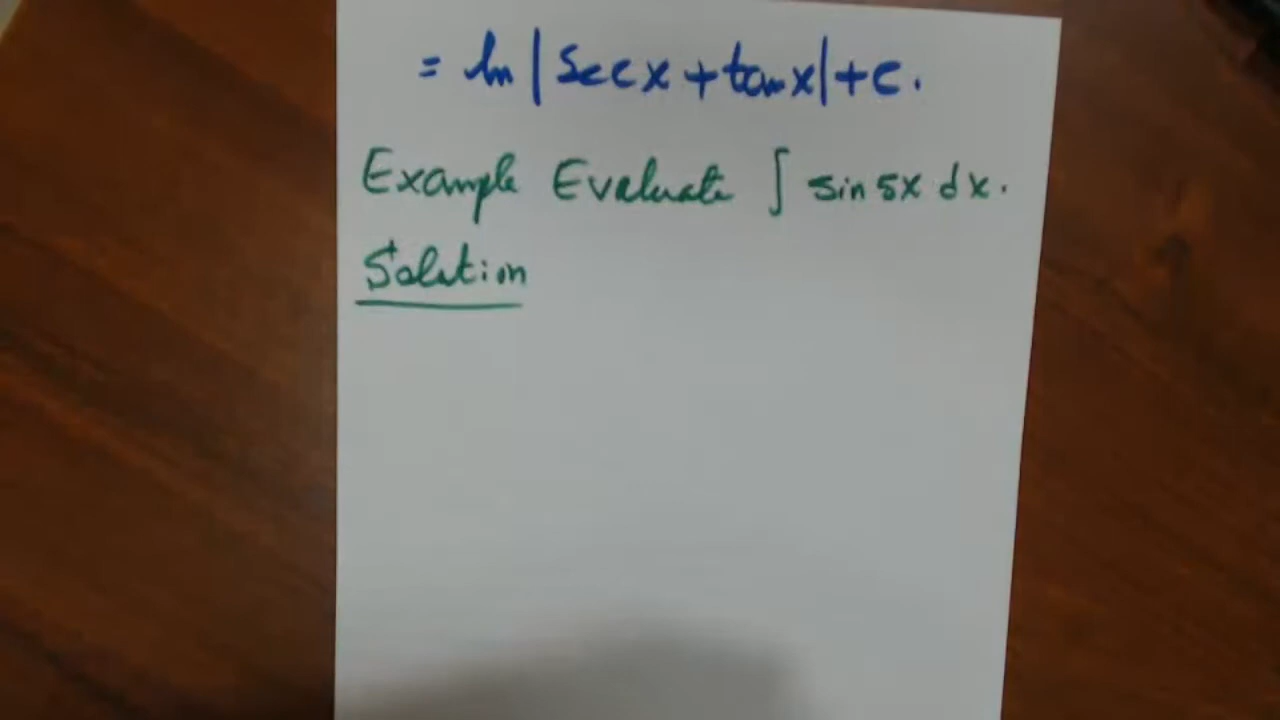 = ln | Sec x + tan x | + c.
Example Evaluate ∫ sin 5x dx.
Solution